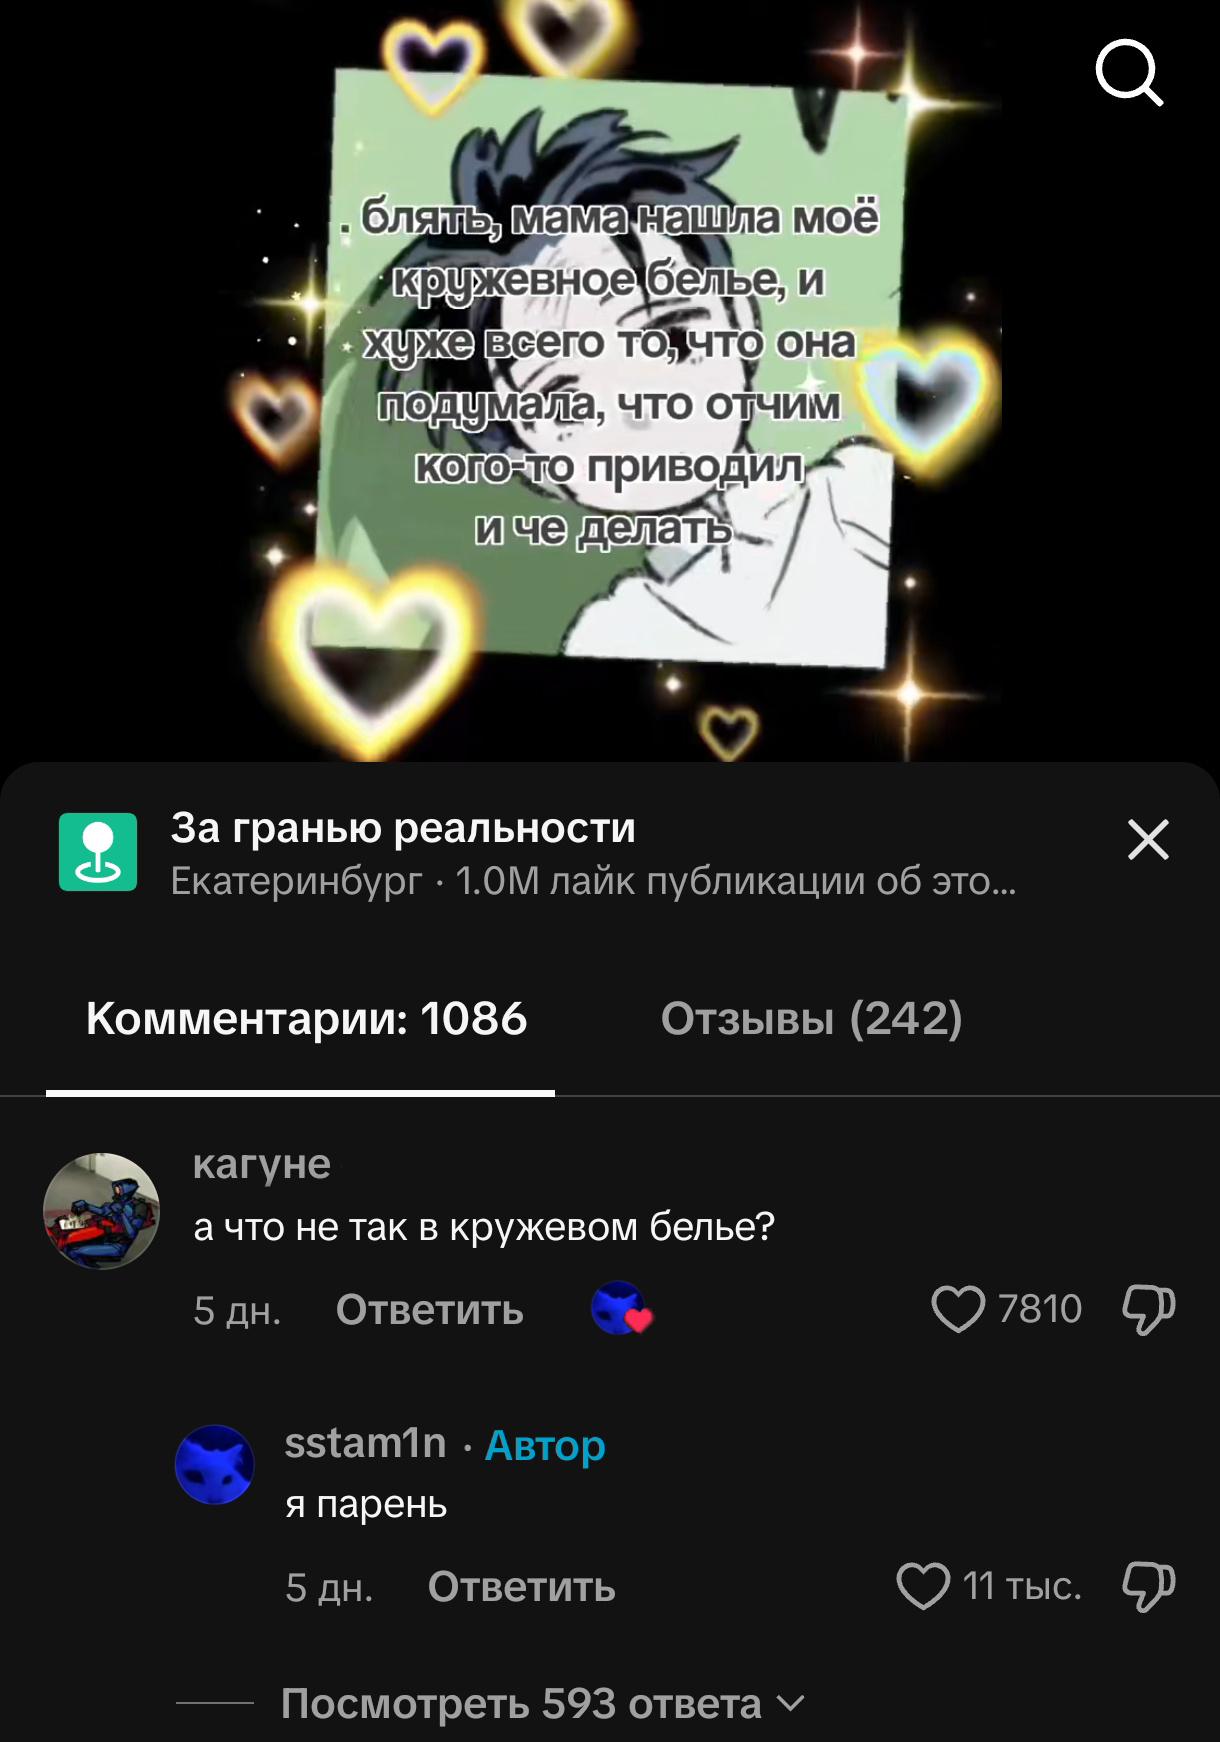 . блять, мама нашла моё
кружевное белье, и
хуже всего то, что она
подумала, что отчим
кого-то приводил
и че делать
За гранью реальности
Екатеринбург · 1.0M лайк публикации об это...
Комментарии: 1086
Отзывы (242)
кагуне
а что не так в кружевом белье?
5 дн. Ответить 7810
sstam1n · Автор
я парень
5 дн. Ответить 11 тыс.
Посмотреть 593 ответа